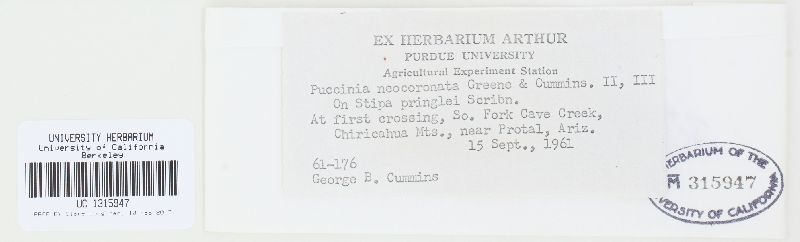 EX HERBARIUM ARTHUR
PURDUE UNIVERSITY
Agricultural Experiment Station
Puccinia neocoronata Greene & Cummins. II, III
On Stipa pringlei Scribn.
At first crossing, So. Fork Cave Creek,
Chiricahua Mts., near Protal, Ariz.
15 Sept., 1961
61-176
George B. Cummins
UNIVERSITY HERBARIUM
University of California
Berkeley
UC 1315947
HERBARIUM OF THE
M 315947
UNIVERSITY OF CALIFORNIA